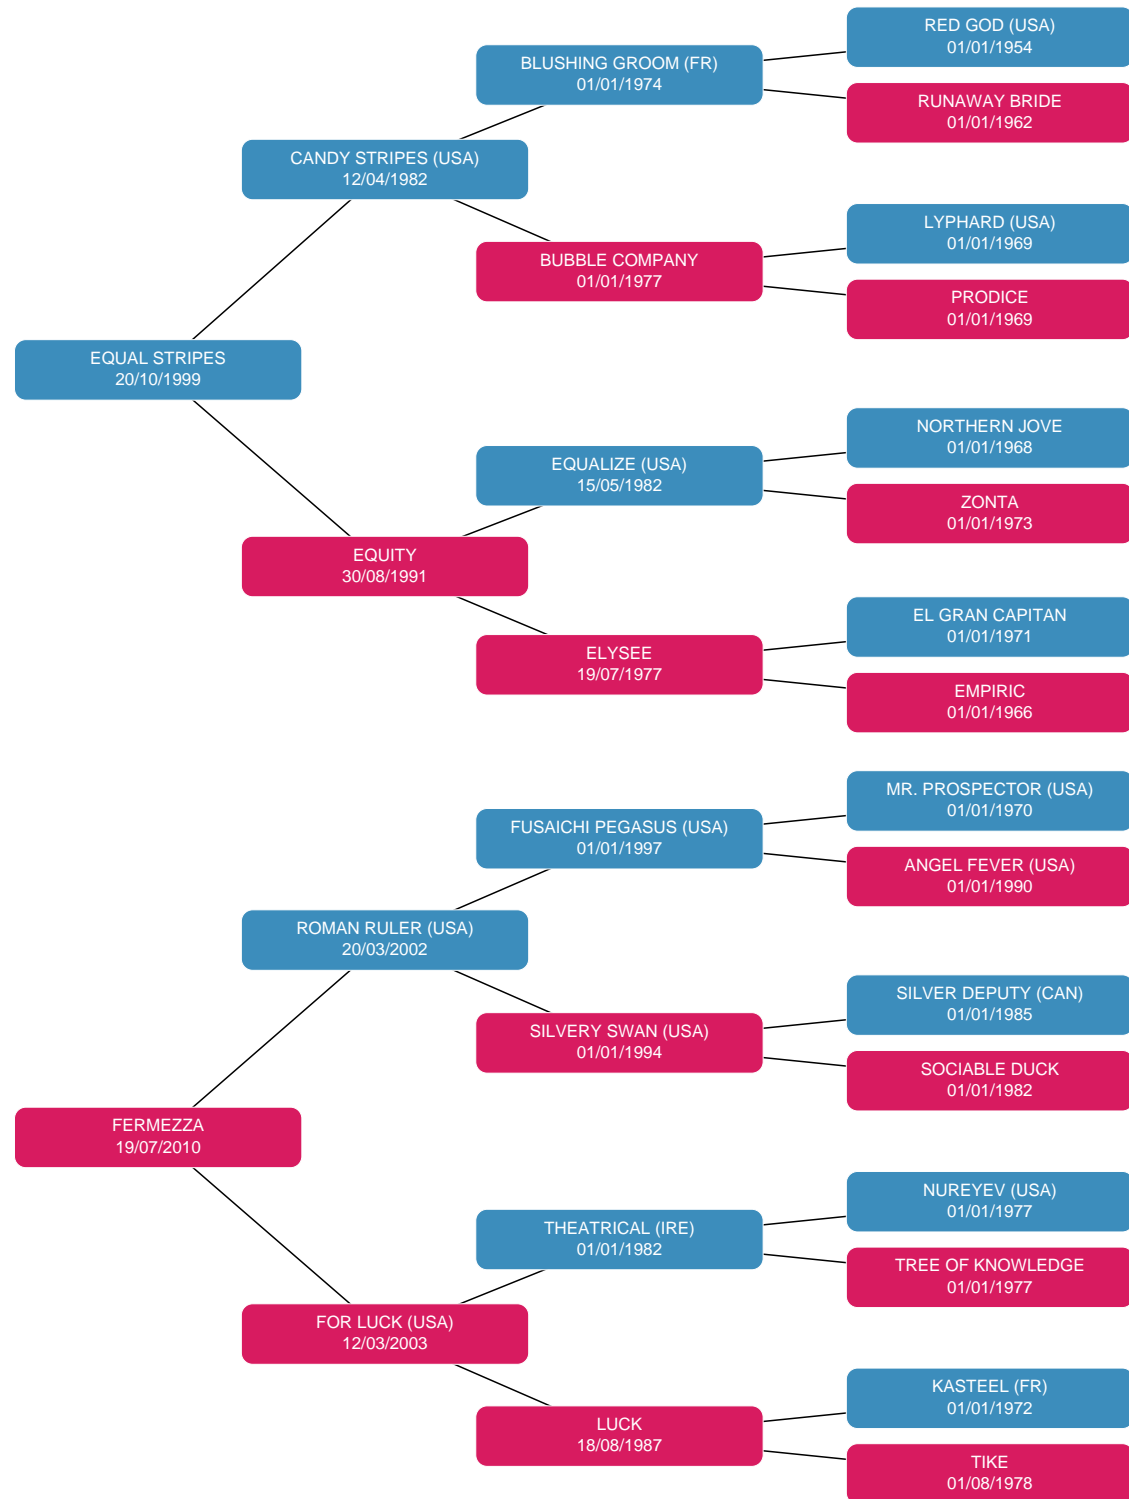 RED GOD (USA)
01/01/1954
BLUSHING GROOM (FR)
01/01/1974
RUNAWAY BRIDE
01/01/1962
CANDY STRIPES (USA)
12/04/1982
LYPHARD (USA)
01/01/1969
BUBBLE COMPANY
01/01/1977
PRODICE
01/01/1969
EQUAL STRIPES
20/10/1999
NORTHERN JOVE
01/01/1968
EQUALIZE (USA)
15/05/1982
ZONTA
01/01/1973
EQUITY
30/08/1991
EL GRAN CAPITAN
01/01/1971
ELYSEE
19/07/1977
EMPIRIC
01/01/1966
MR. PROSPECTOR (USA)
01/01/1970
FUSAICHI PEGASUS (USA)
01/01/1997
ANGEL FEVER (USA)
01/01/1990
ROMAN RULER (USA)
20/03/2002
SILVER DEPUTY (CAN)
01/01/1985
SILVERY SWAN (USA)
01/01/1994
SOCIABLE DUCK
01/01/1982
FERMEZZA
19/07/2010
NUREYEV (USA)
01/01/1977
THEATRICAL (IRE)
01/01/1982
TREE OF KNOWLEDGE
01/01/1977
FOR LUCK (USA)
12/03/2003
KASTEEL (FR)
01/01/1972
LUCK
18/08/1987
TIKE
01/08/1978